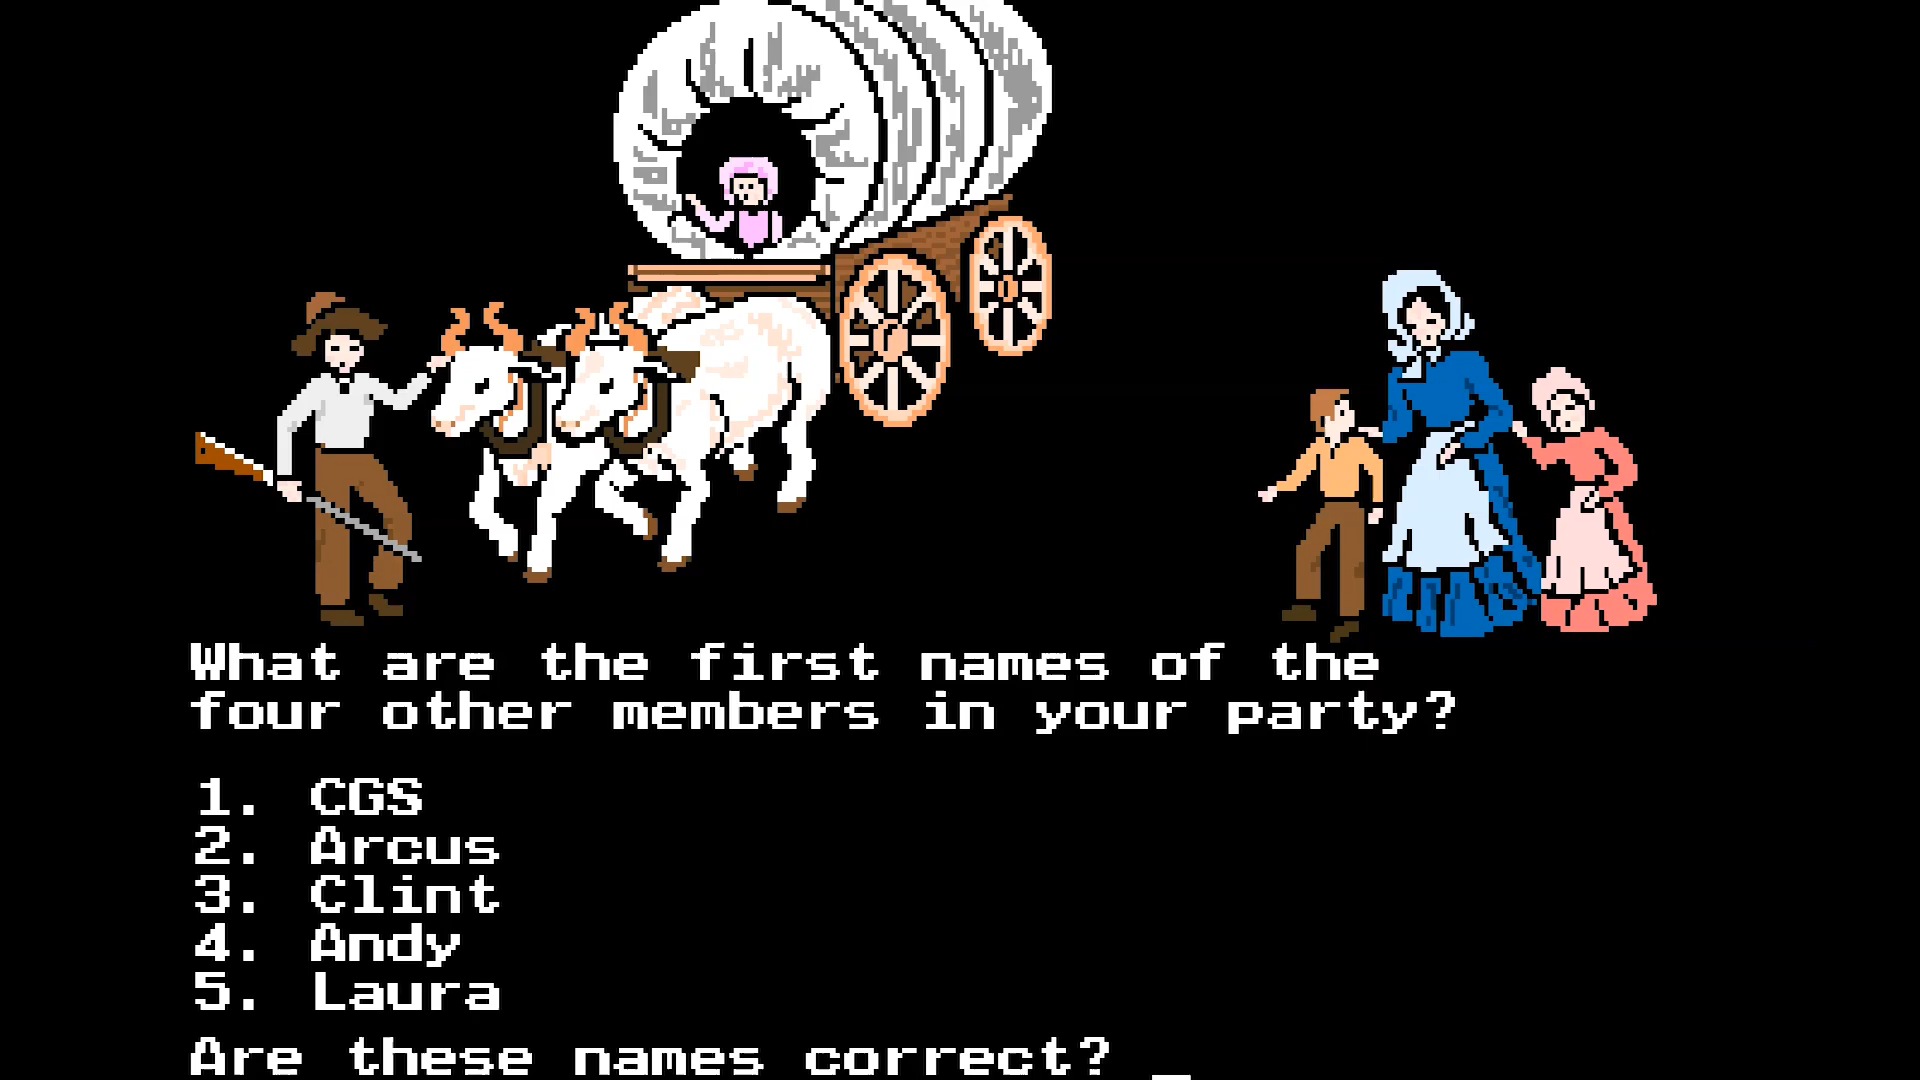 What are the first names of the
four other members in your party?
1. CGS
2. Arcus
3. Clint
4. Andy
5. Laura
Are these names correct? _